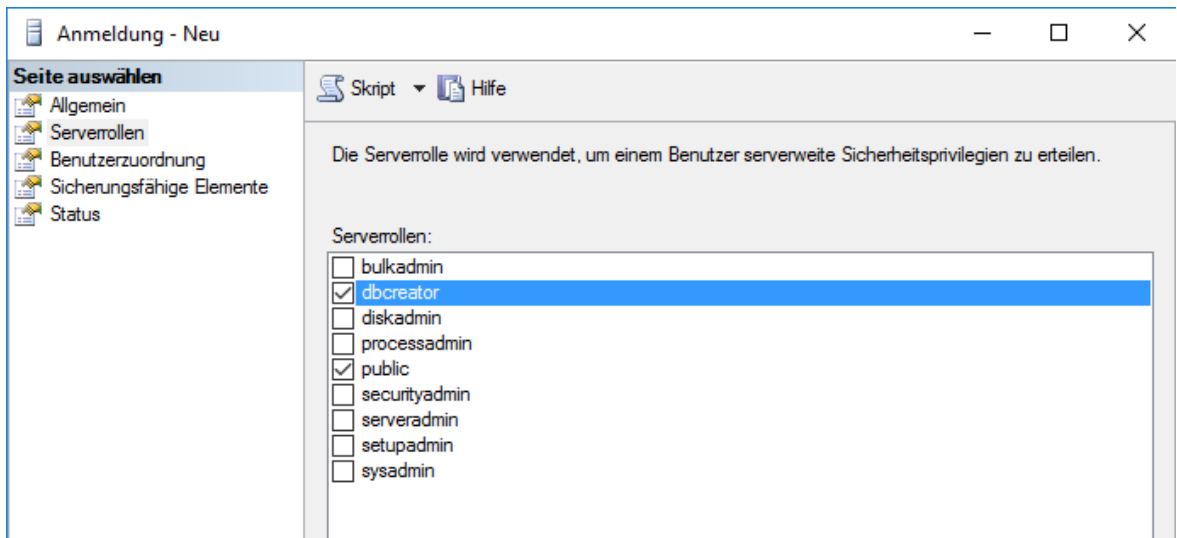 Anmeldung - Neu
Seite auswählen
Allgemein
Serverrollen
Benutzerzuordnung
Sicherungsfähige Elemente
Status
Skript
Hilfe
Die Serverrolle wird verwendet, um einem Benutzer serverweite Sicherheitsprivilegien zu erteilen.
Serverrollen:
bulkadmin
dbcreator
diskadmin
processadmin
public
securityadmin
serveradmin
setupadmin
sysadmin